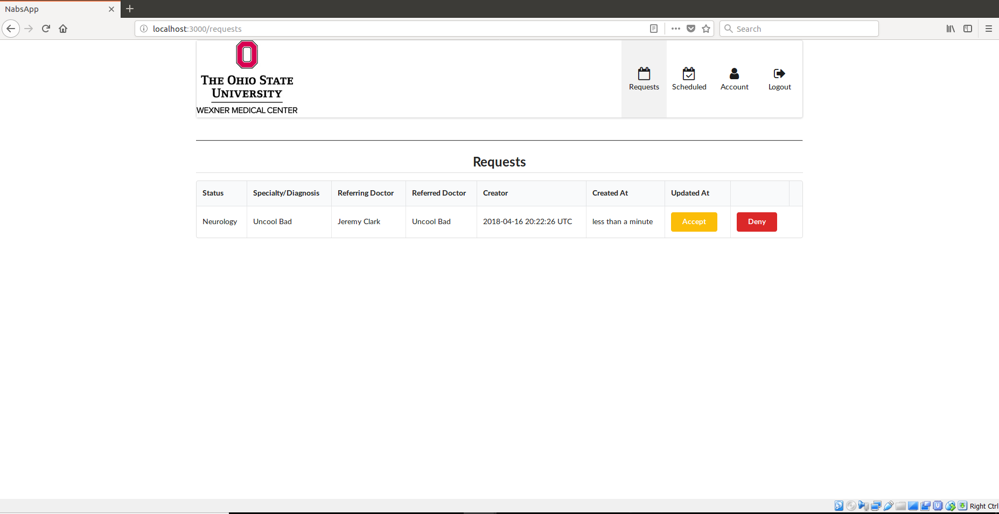 NabsApp
localhost:3000/requests
Search
THE OHIO STATE
UNIVERSITY
WEXNER MEDICAL CENTER
Requests Scheduled Account Logout
Requests
Status Specialty/Diagnosis Referring Doctor Referred Doctor Creator Created At Updated At
Neurology Uncool Bad Jeremy Clark Uncool Bad 2018-04-16 20:22:26 UTC less than a minute Accept Deny
Right Ctrl